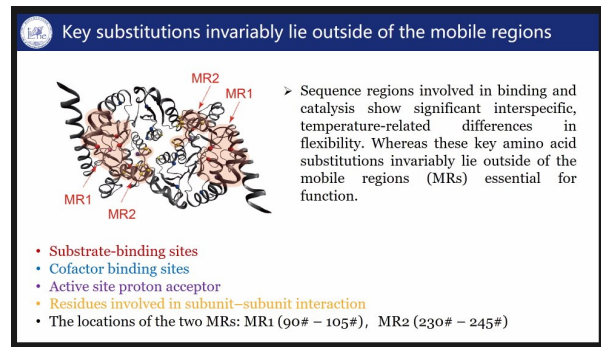 Key substitutions invariably lie outside of the mobile regions
MR2
MR1
MR1
MR2
➢ Sequence regions involved in binding and
catalysis show significant interspecific,
temperature-related differences in
flexibility. Whereas these key amino acid
substitutions invariably lie outside of the
mobile regions (MRs) essential for
function.
• Substrate-binding sites
• Cofactor binding sites
• Active site proton acceptor
• Residues involved in subunit–subunit interaction
• The locations of the two MRs: MR1 (90# – 105#), MR2 (230# – 245#)